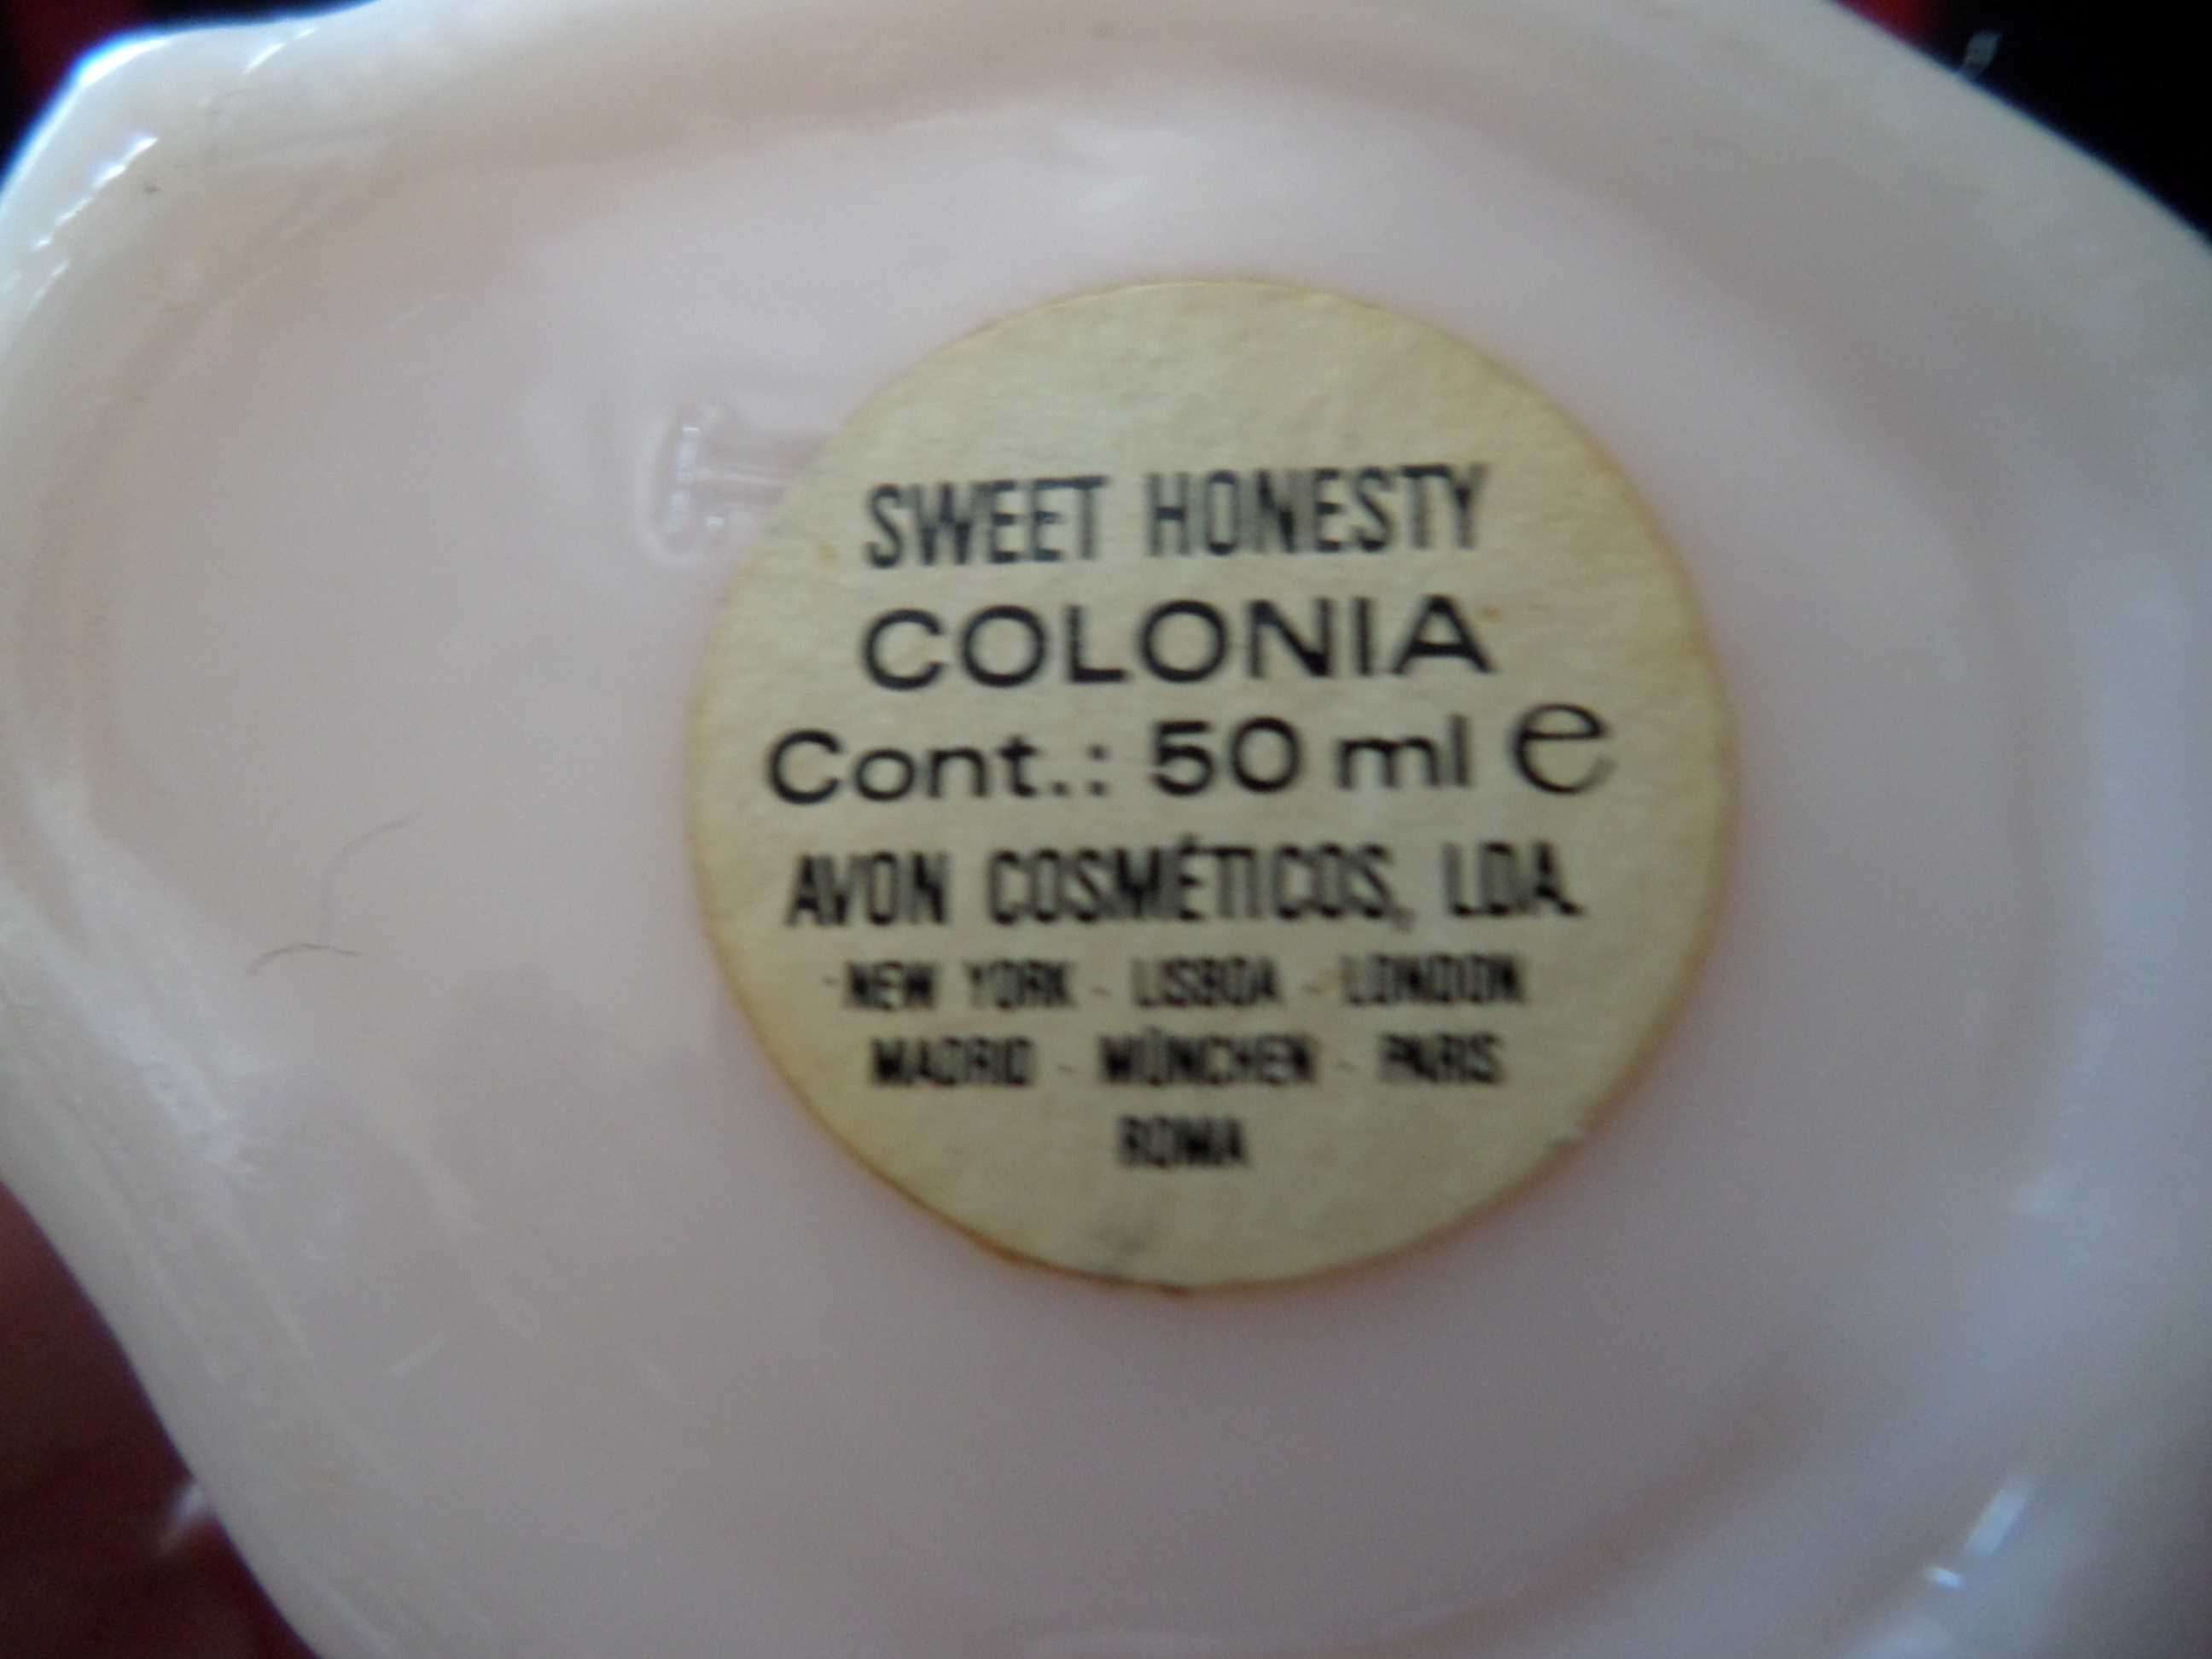 SWEET HONESTY
COLONIA
Cont.: 50 ml e
AVON COSMÉTICOS, LDA.
NEW YORK - LISBOA - LONDON
MADRID - MÜNCHEN - PARIS
ROMA